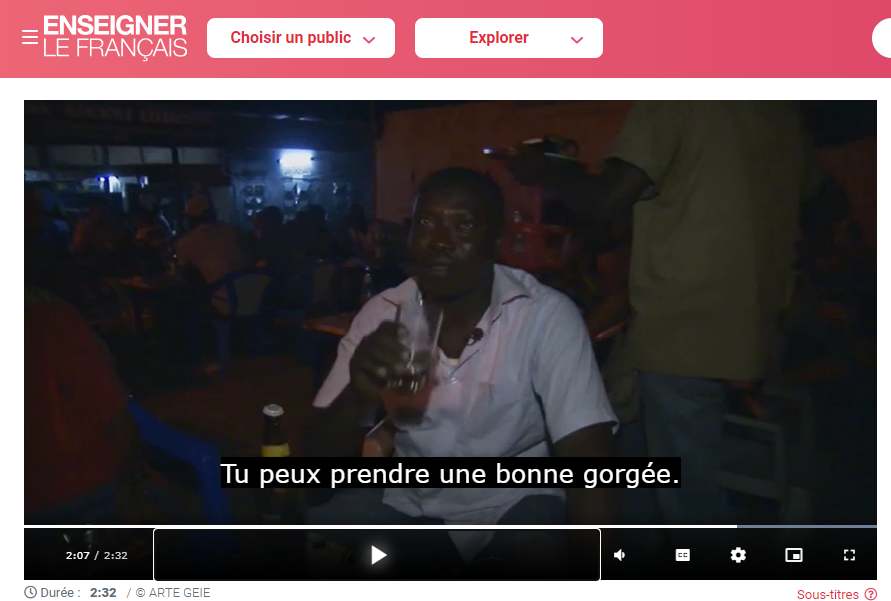 ENSEIGNER
LE FRANÇAIS
Choisir un public
Explorer
Tu peux prendre une bonne gorgée.
2:07 / 2:32
CC
Durée : 2:32 / © ARTE GEIE
Sous-titres ?